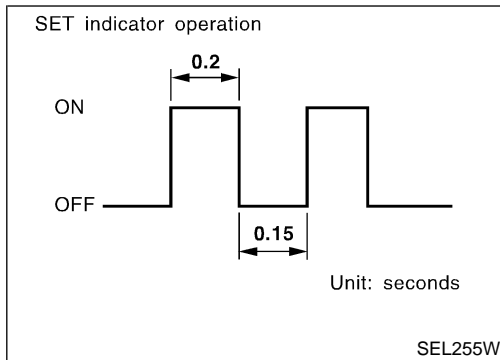 SET indicator operation
0.2
ON
OFF
0.15
Unit: seconds
SEL255W